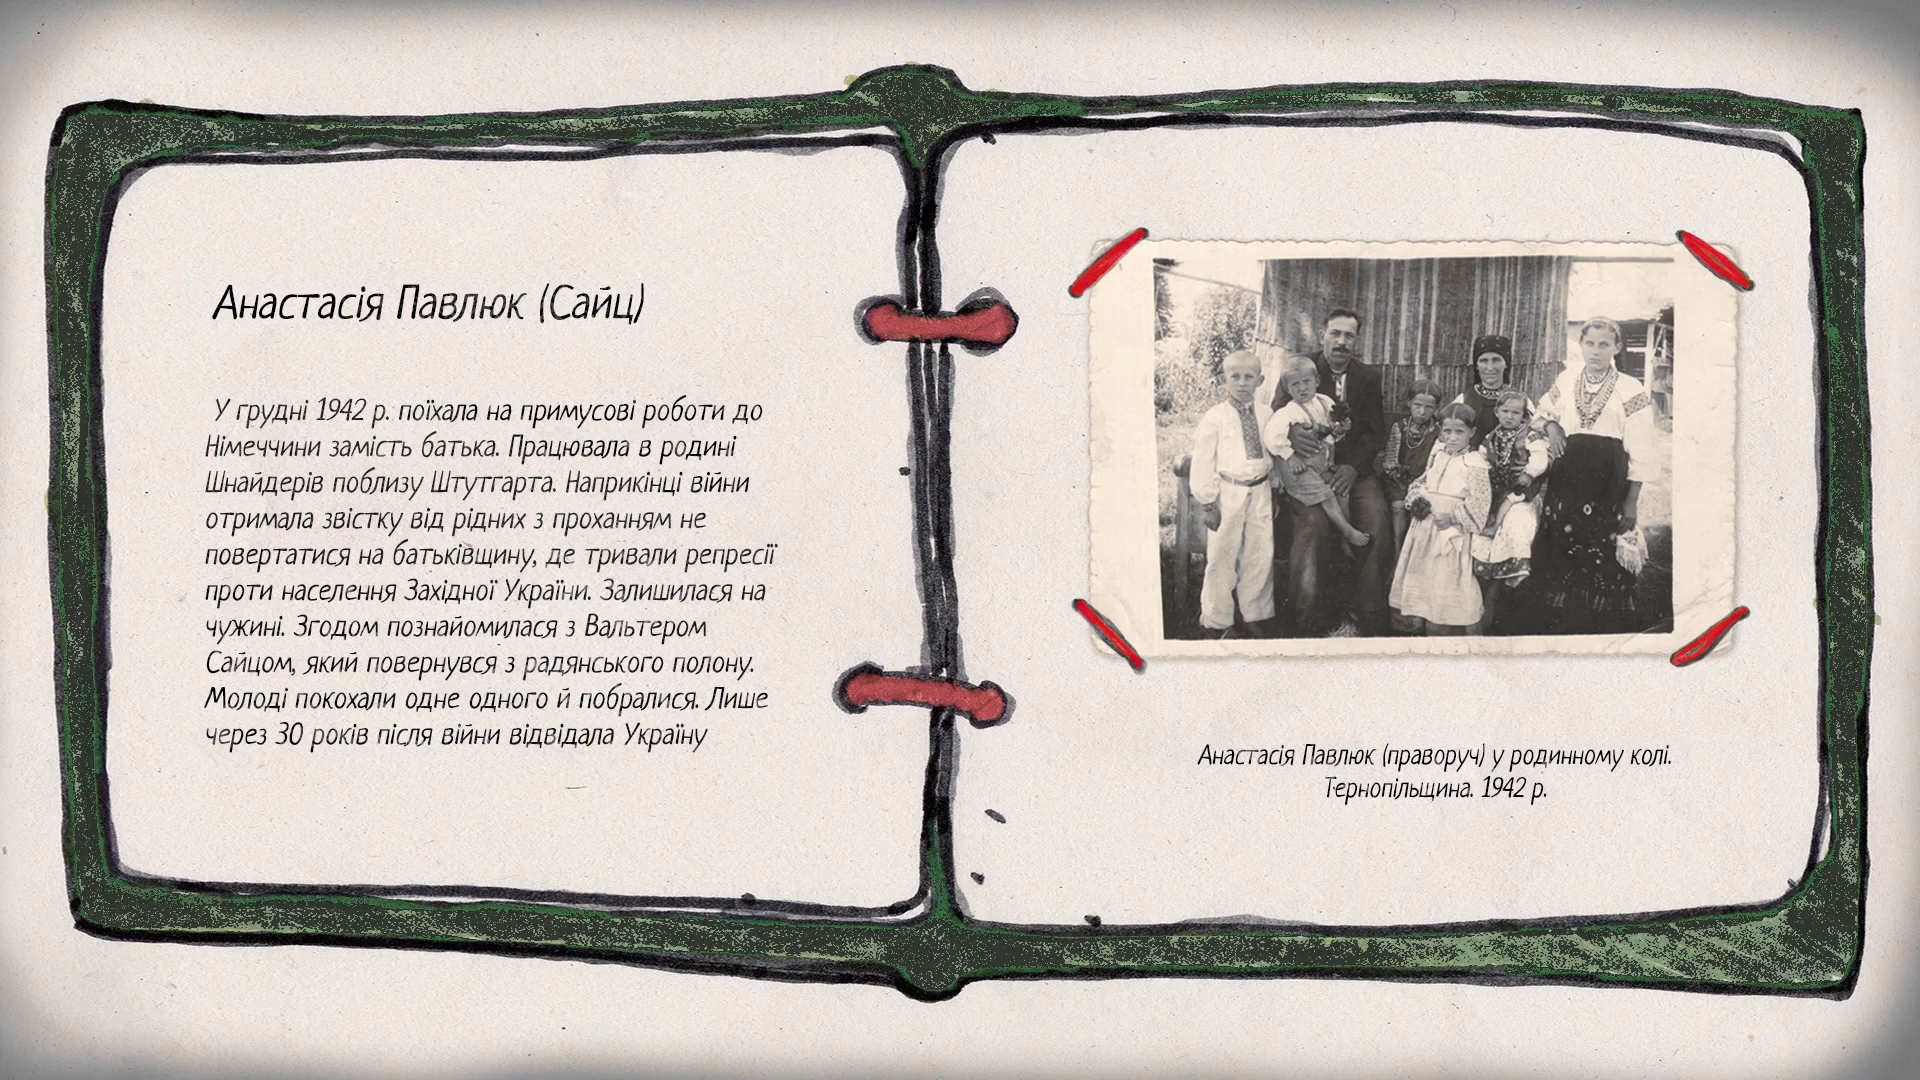 Анастасія Павлюк (Сайц)
У грудні 1942 р. поїхала на примусові роботи до
Німеччини замість батька. Працювала в родині
Шнайдерів поблизу Штутгарта. Наприкінці війни
отримала звістку від рідних з проханням не
повертатися на батьківщину, де тривали репресії
проти населення Західної України. Залишилася на
чужині. Згодом познайомилася з Вальтером
Сайцом, який повернувся з радянського полону.
Молоді покохали одне одного й побралися. Лише
через 30 років після війни відвідала Україну
Анастасія Павлюк (праворуч) у родинному колі.
Тернопільщина. 1942 р.